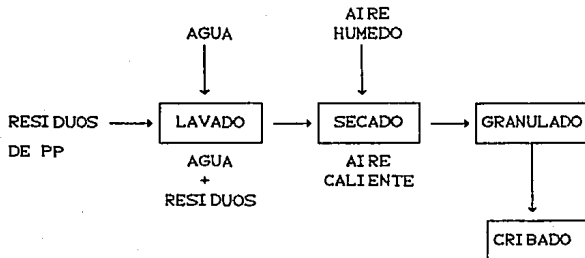 AGUA
AIRE
HUMEDO
RESIDUOS
DE PP
LAVADO
SECADO
GRANULADO
AGUA
+
RESIDUOS
AIRE
CALIENTE
CRIBADO